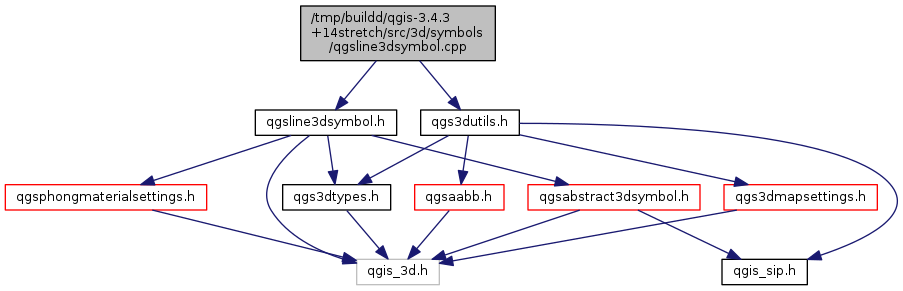 /tmp/buildd/qgis-3.4.3
+14stretch/src/3d/symbols
/qgsline3dsymbol.cpp
qgsline3dsymbol.h
qgs3dutils.h
qgsphongmaterialsettings.h
qgs3dtypes.h
qgsaabb.h
qgsabstract3dsymbol.h
qgs3dmapsettings.h
qgis_3d.h
qgis_sip.h